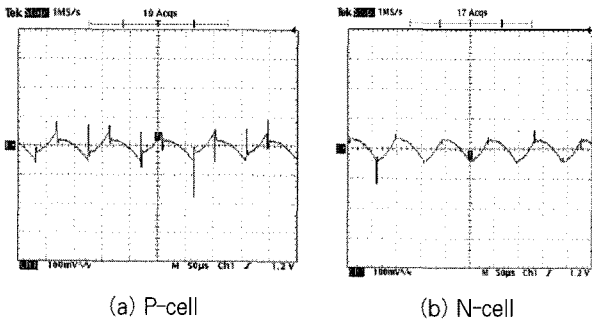 Tek 1MS/s 19 Acqs
100mV M 50µs Ch1 1.2 V
(a) P-cell
Tek 1MS/s 17 Acqs
100mV M 50µs Ch1 1.2 V
(b) N-cell